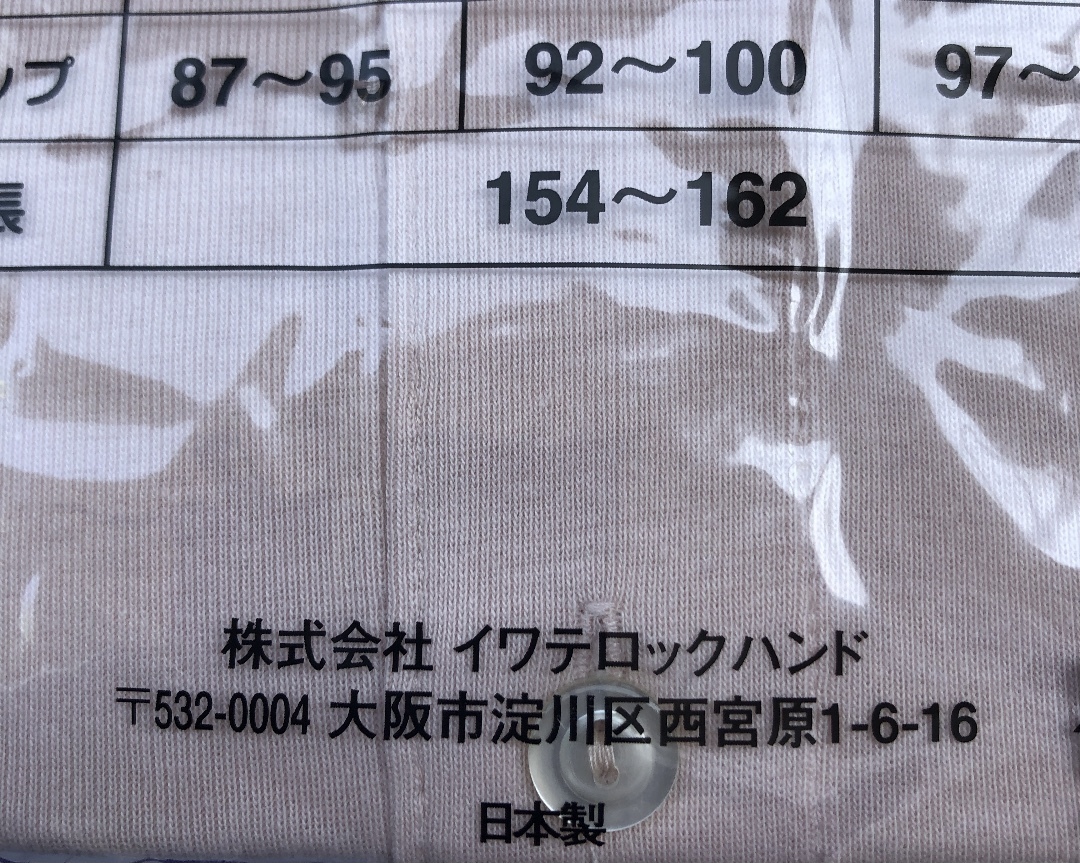 ップ 87〜95 92〜100 97〜
長 154〜162
株式会社 イワテロックハンド
〒532-0004 大阪市淀川区西宮原1-6-16
日本製